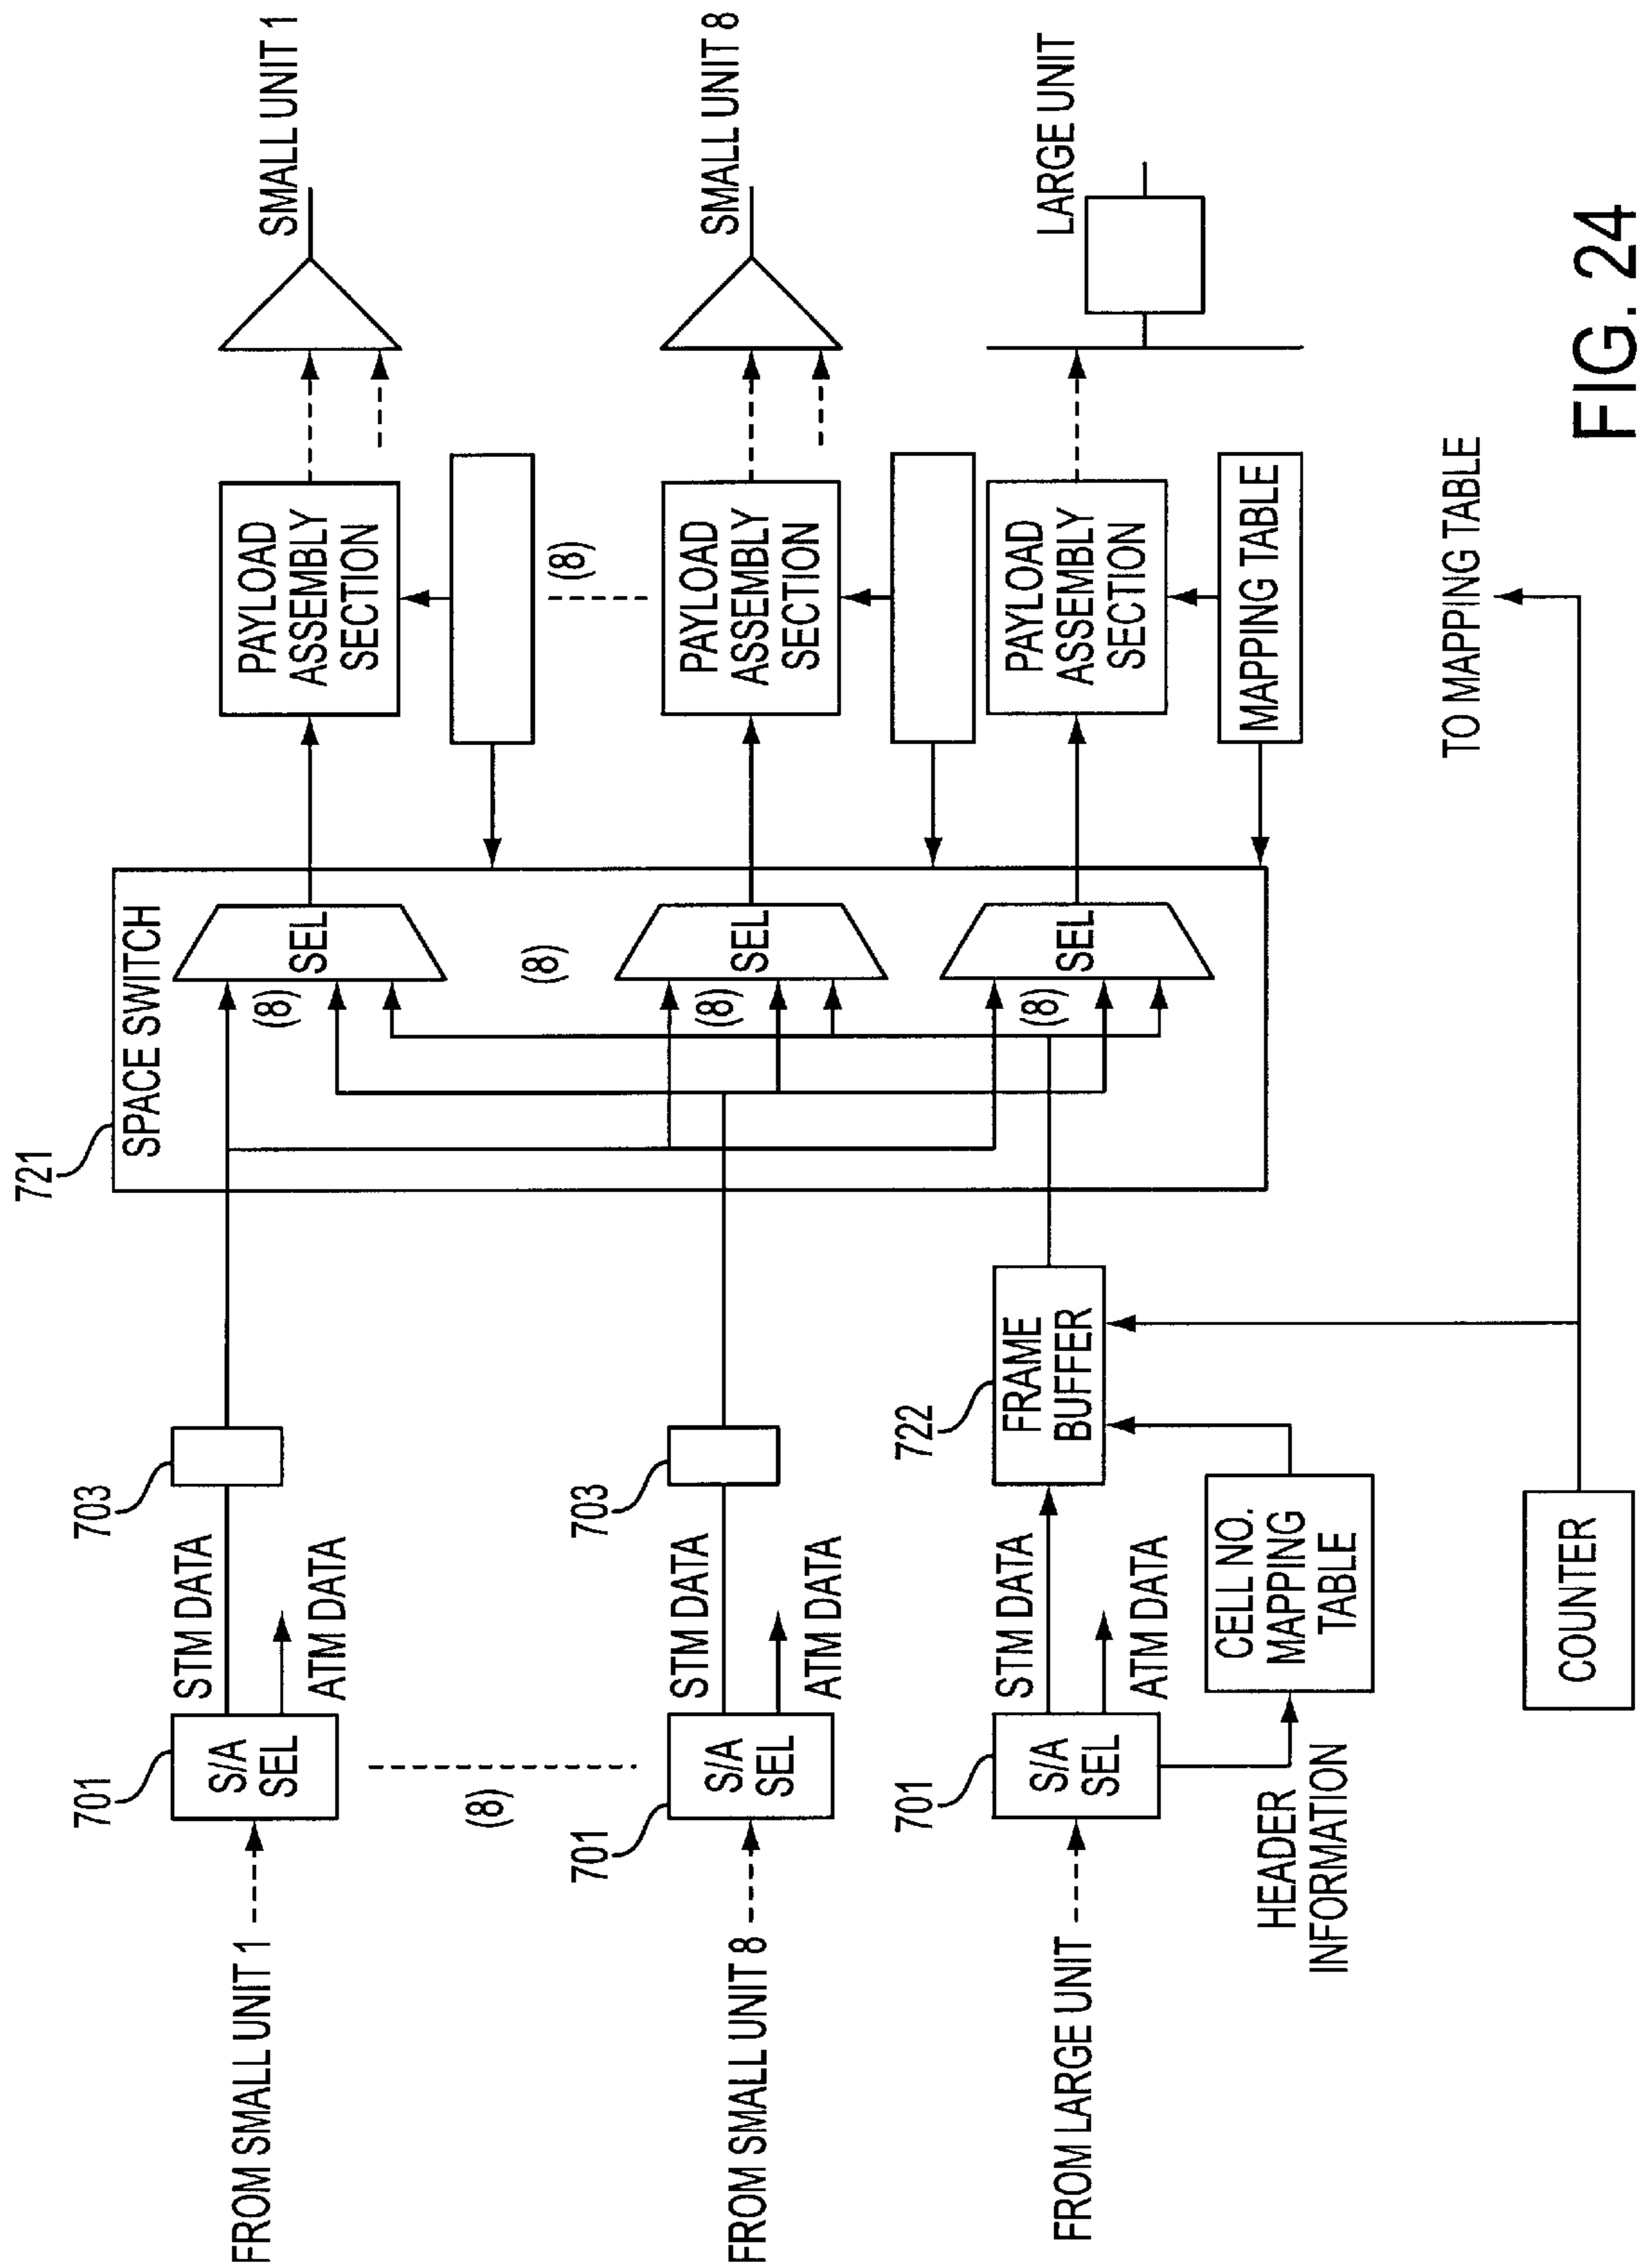 721
SPACE SWITCH
FROM SMALL UNIT 1
701
S/A
SEL
STM DATA
ATM DATA
703
(8)
SEL
PAYLOAD
ASSEMBLY
SECTION
SMALL UNIT 1
(8)
(8)
(8)
FROM SMALL UNIT 8
701
S/A
SEL
STM DATA
ATM DATA
703
(8)
SEL
PAYLOAD
ASSEMBLY
SECTION
SMALL UNIT 8
FROM LARGE UNIT
701
S/A
SEL
STM DATA
ATM DATA
722
FRAME
BUFFER
(8)
SEL
PAYLOAD
ASSEMBLY
SECTION
LARGE UNIT
HEADER
INFORMATION
CELL NO.
MAPPING
TABLE
MAPPING TABLE
COUNTER
TO MAPPING TABLE
FIG. 24